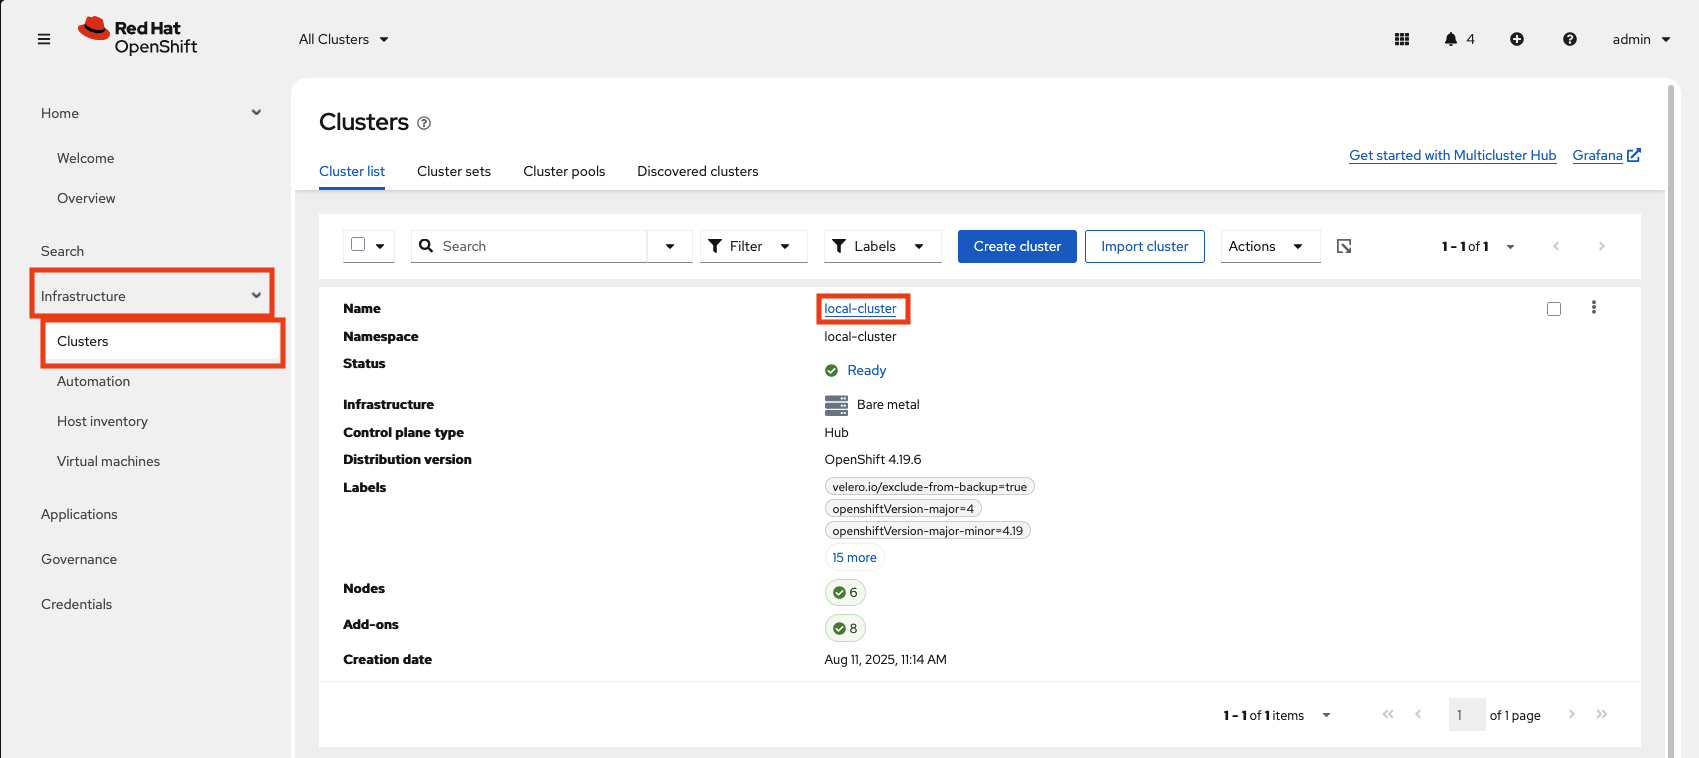 Red Hat
OpenShift
All Clusters
4
admin
Home
Welcome
Overview
Search
Infrastructure
Clusters
Automation
Host inventory
Virtual machines
Applications
Governance
Credentials
Clusters
Get started with Multicluster Hub Grafana
Cluster list Cluster sets Cluster pools Discovered clusters
Search Filter Labels Create cluster Import cluster Actions 1 - 1 of 1
Name local-cluster
Namespace local-cluster
Status Ready
Infrastructure Bare metal
Control plane type Hub
Distribution version OpenShift 4.19.6
Labels velero.io/exclude-from-backup=true
openshiftVersion-major=4
openshiftVersion-major-minor=4.19
15 more
Nodes 6
Add-ons 8
Creation date Aug 11, 2025, 11:14 AM
1 - 1 of 1 items 1 of 1 page